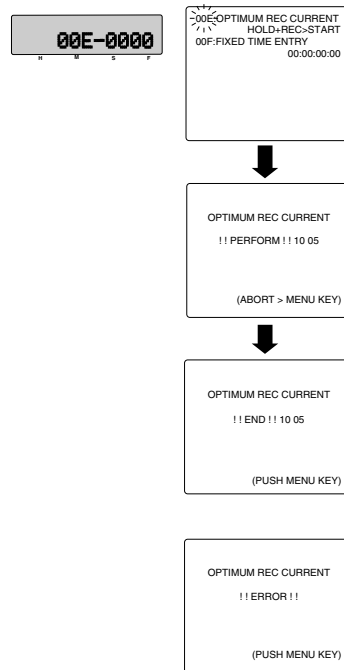 00E-0000
H M S F
00E:OPTIMUM REC CURRENT
HOLD+REC>START
00F:FIXED TIME ENTRY
00:00:00:00
OPTIMUM REC CURRENT
! ! PERFORM ! ! 10 05
(ABORT > MENU KEY)
OPTIMUM REC CURRENT
! ! END ! ! 10 05
(PUSH MENU KEY)
OPTIMUM REC CURRENT
! ! ERROR ! !
(PUSH MENU KEY)